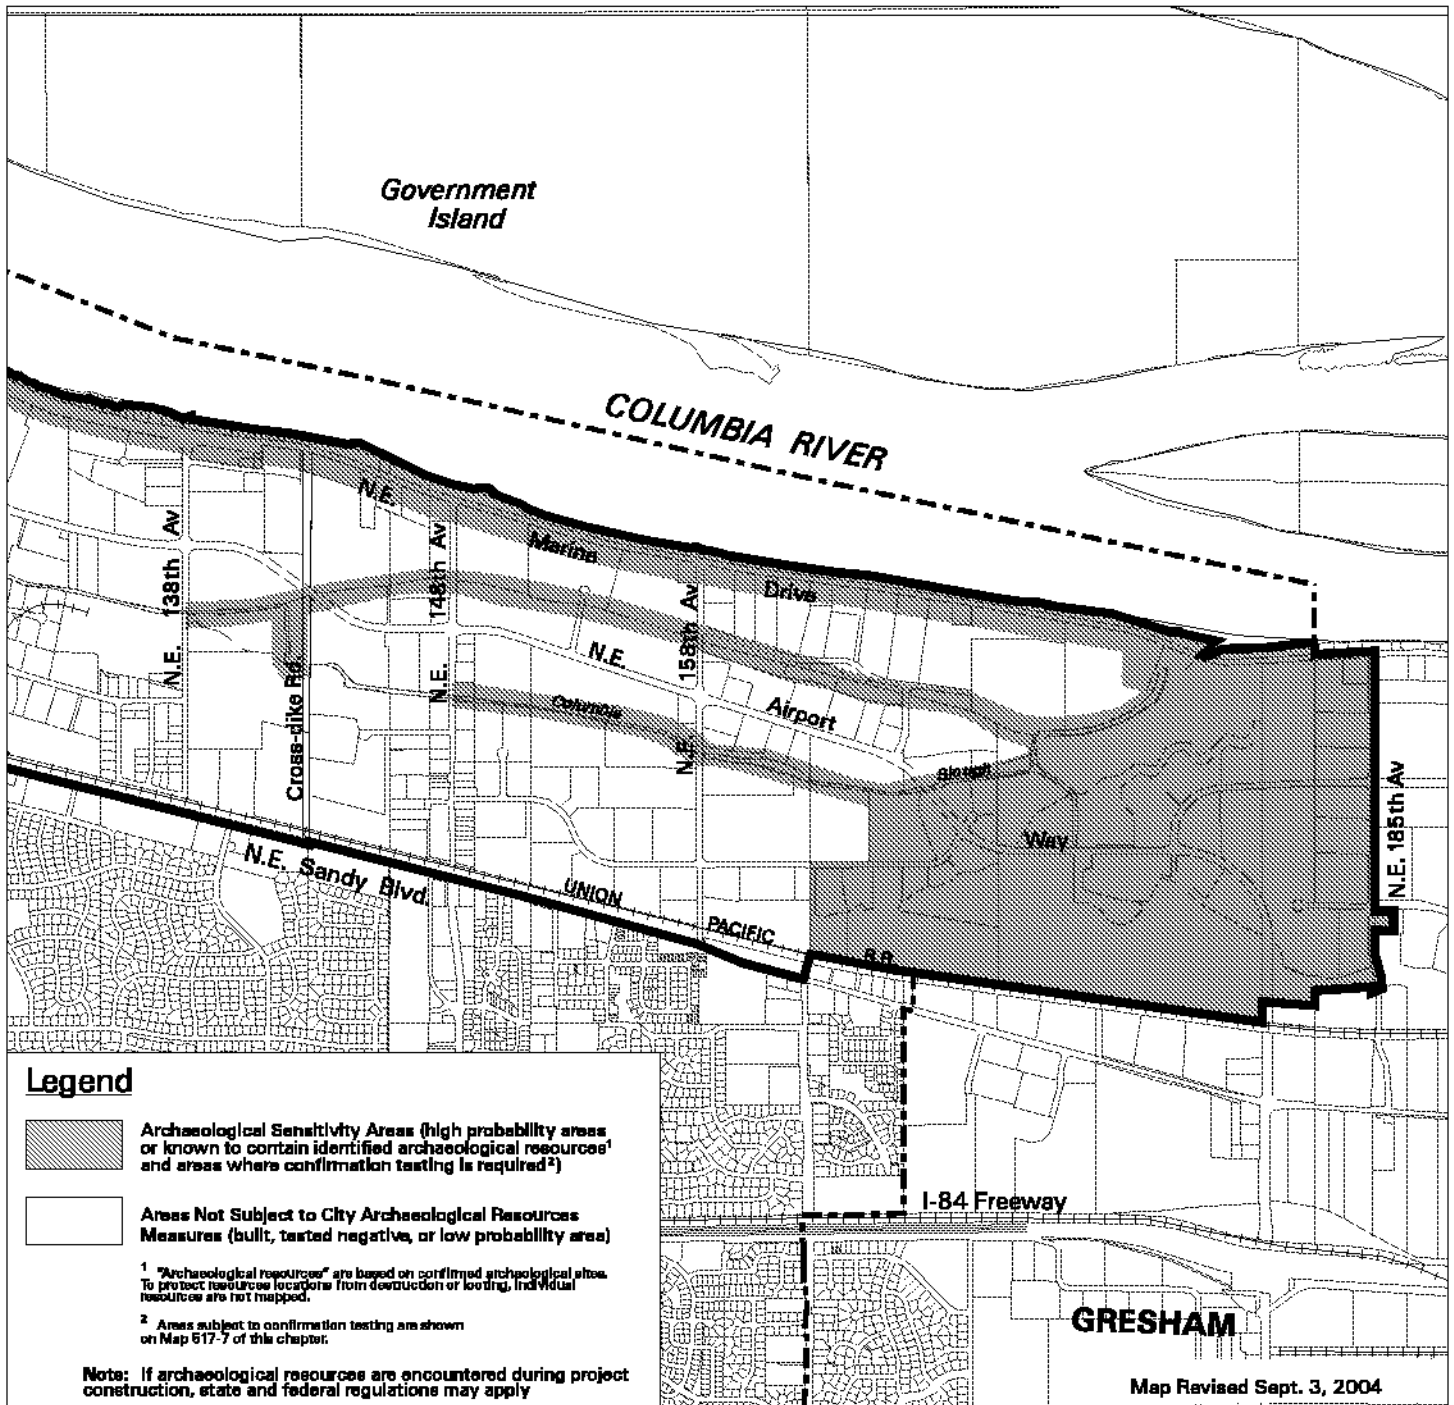 Government
Island
COLUMBIA RIVER
N.E.
Marine
Drive
N.E. 138th Av
Cross-dike Rd.
N.E. 148th Av
N.E. 158th Av
N.E.
Airport
Way
Columbia
Slough
N.E. 185th Av
N.E. Sandy Blvd.
UNION
PACIFIC
R.R.
I-84 Freeway
GRESHAM
Legend
Archaeological Sensitivity Areas (high probability areas
or known to contain identified archaeological resources¹
and areas where confirmation testing is required²)
Areas Not Subject to City Archaeological Resources
Measures (built, tested negative, or low probability area)
¹ "Archaeological resources" are based on confirmed archeological sites.
To protect resources locations from destruction or looting, individual
resources are not mapped.
² Areas subject to confirmation testing are shown
on Map 517-7 of this chapter.
Note: If archaeological resources are encountered during project
construction, state and federal regulations may apply
Map Revised Sept. 3, 2004